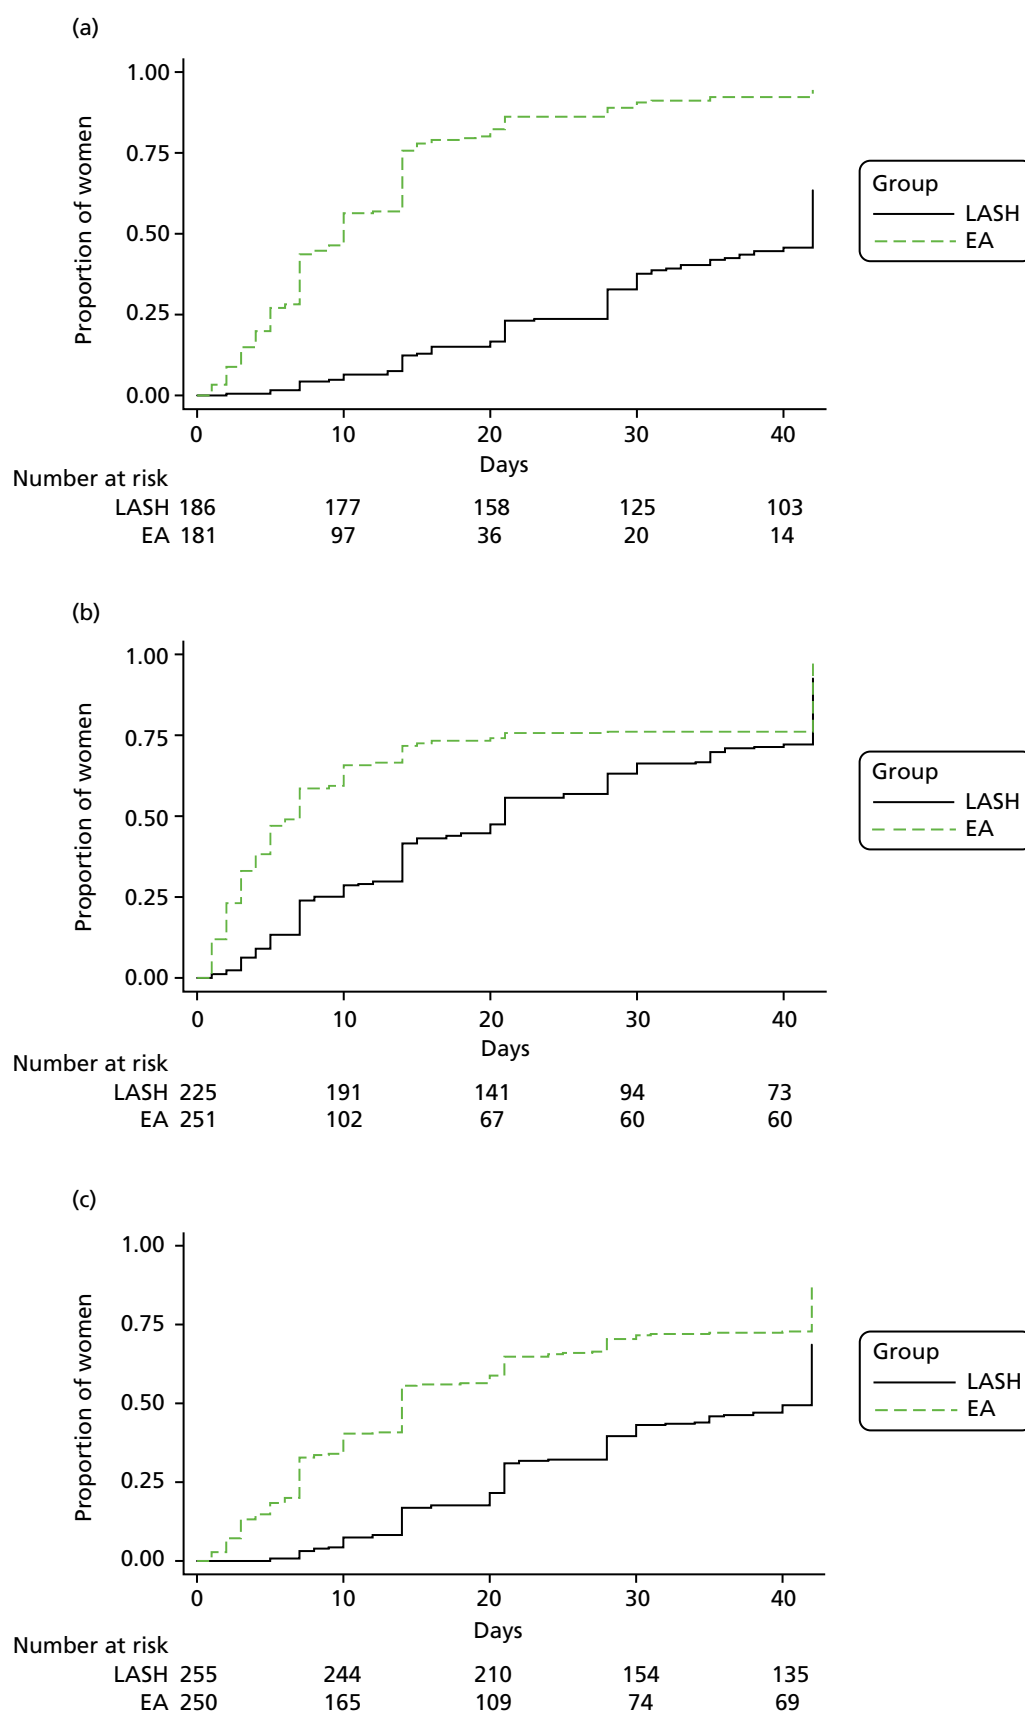 (a)
1.00
0.75
0.50
0.25
0.00
Proportion of women
0 10 20 30 40
Days
Group
LASH
EA
Number at risk
LASH 186 177 158 125 103
EA 181 97 36 20 14
(b)
1.00
0.75
0.50
0.25
0.00
Proportion of women
0 10 20 30 40
Days
Group
LASH
EA
Number at risk
LASH 225 191 141 94 73
EA 251 102 67 60 60
(c)
1.00
0.75
0.50
0.25
0.00
Proportion of women
0 10 20 30 40
Days
Group
LASH
EA
Number at risk
LASH 255 244 210 154 135
EA 250 165 109 74 69